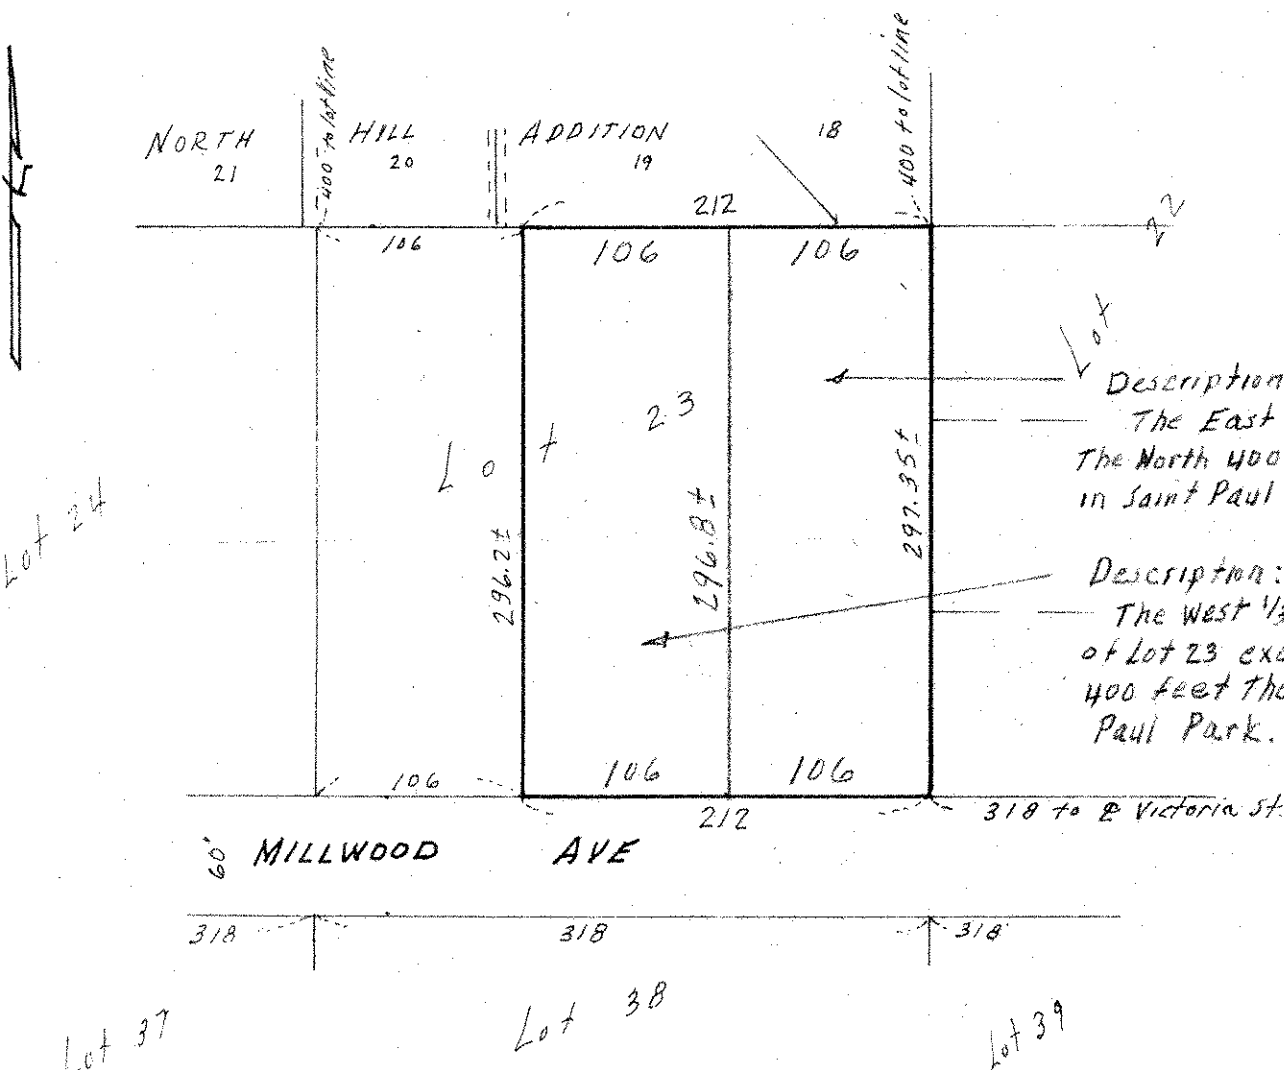 400' to lot line
400 to lot line
NORTH HILL ADDITION 18
21 20 19
212
22
106 106 106
Lot
Description
The East
The North 400
in Saint Paul
Lot 23
Lot 24
296.2±
296.8±
297.35±
Description:
The West 1/3
of Lot 23
400 feet
Paul Park.
106 106 106
212
318 to ℄ Victoria St.
60' MILLWOOD AVE
318 318 318
Lot 37
Lot 38
Lot 39